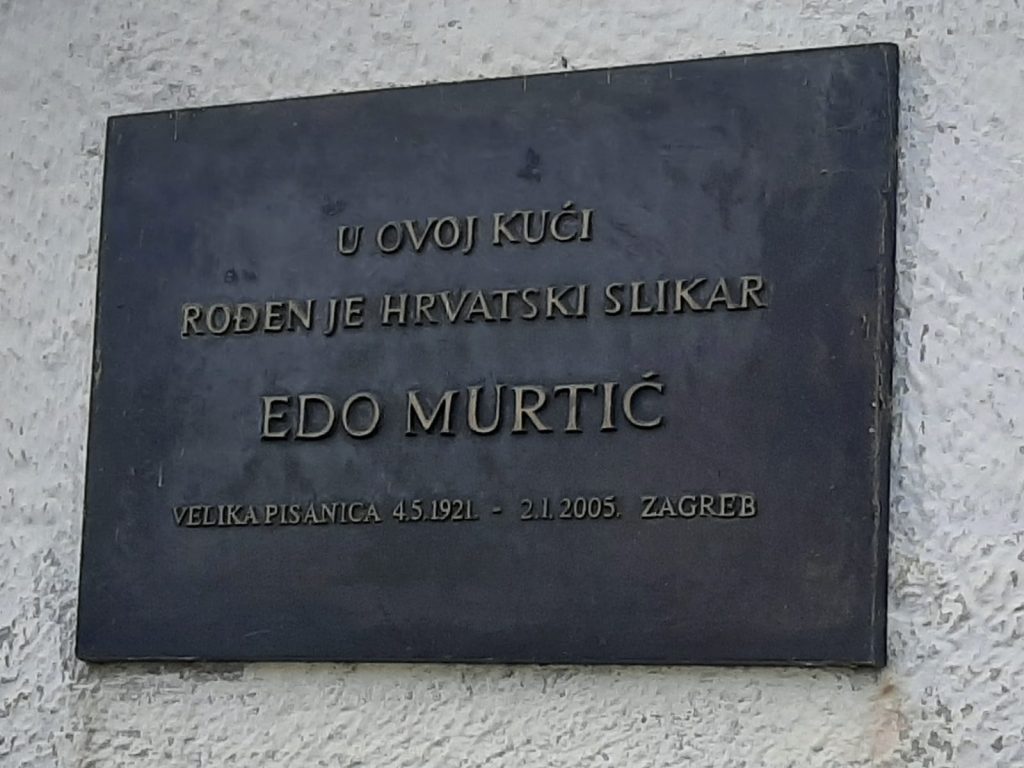 U OVOJ KUĆI
ROĐEN JE HRVATSKI SLIKAR
EDO MURTIĆ
VELIKA PISANICA 4.5.1921. - 2.1.2005. ZAGREB